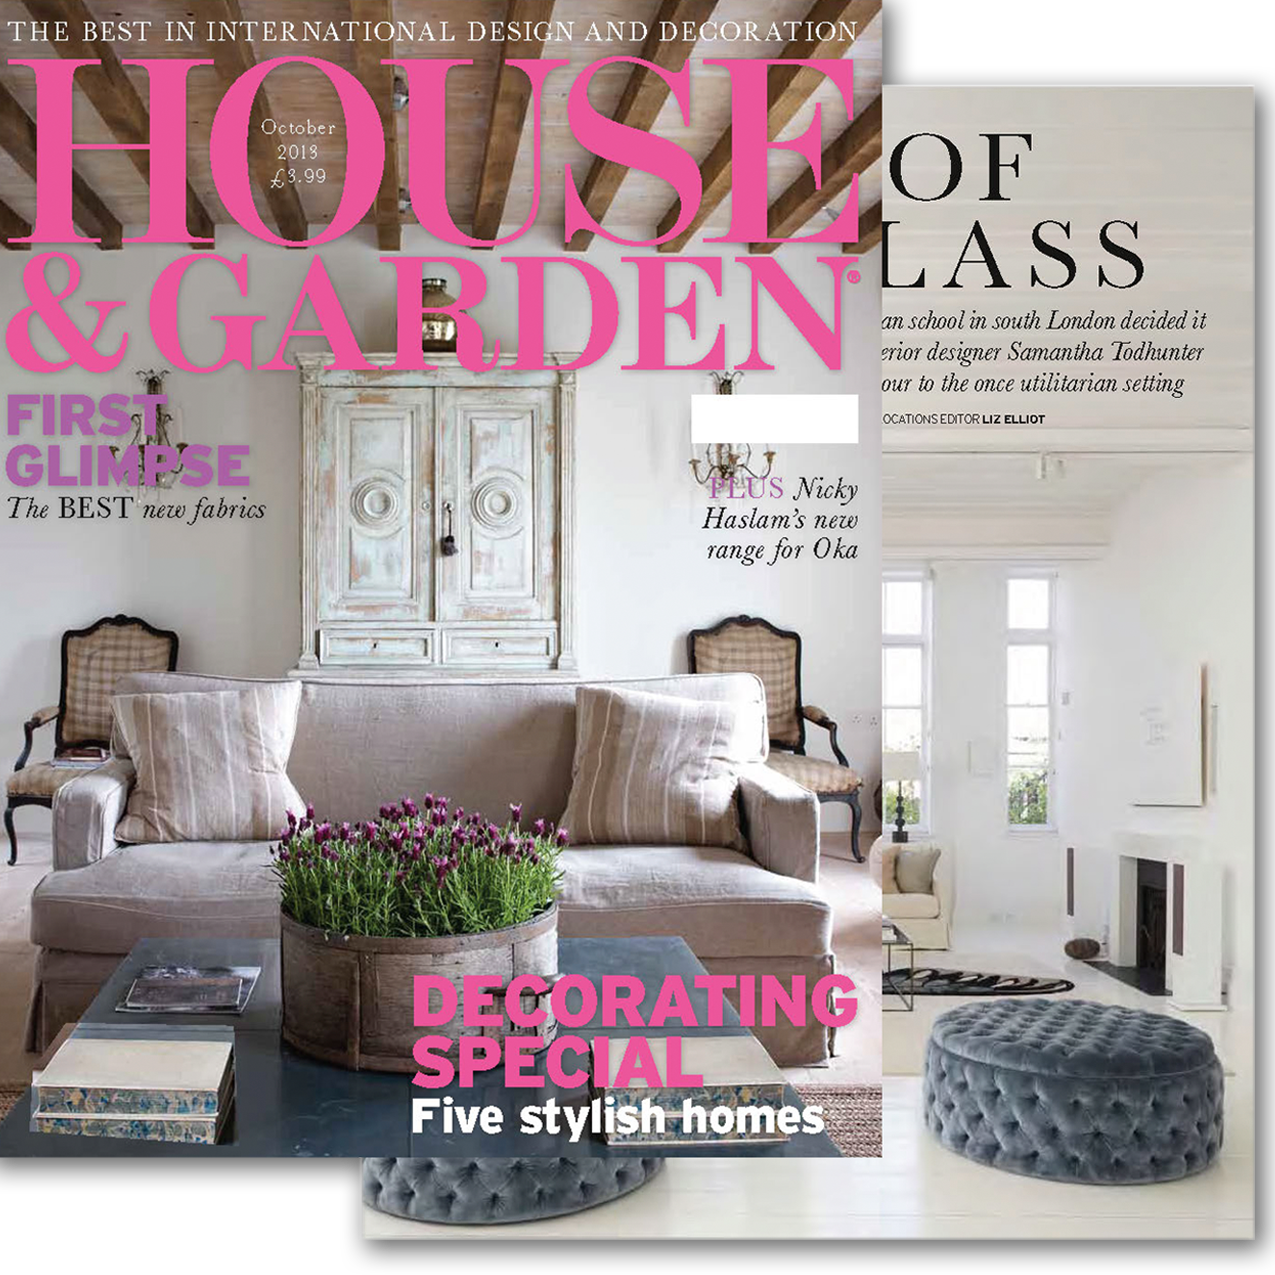 THE BEST IN INTERNATIONAL DESIGN AND DECORATION
HOUSE
October
2013
£3.99
& GARDEN®
FIRST
GLIMPSE
The BEST new fabrics
PLUS Nicky
Haslam's new
range for Oka
DECORATING
SPECIAL
Five stylish homes
OF
LASS
an school in south London decided it
erior designer Samantha Todhunter
our to the once utilitarian setting
OCATIONS EDITOR LIZ ELLIOT